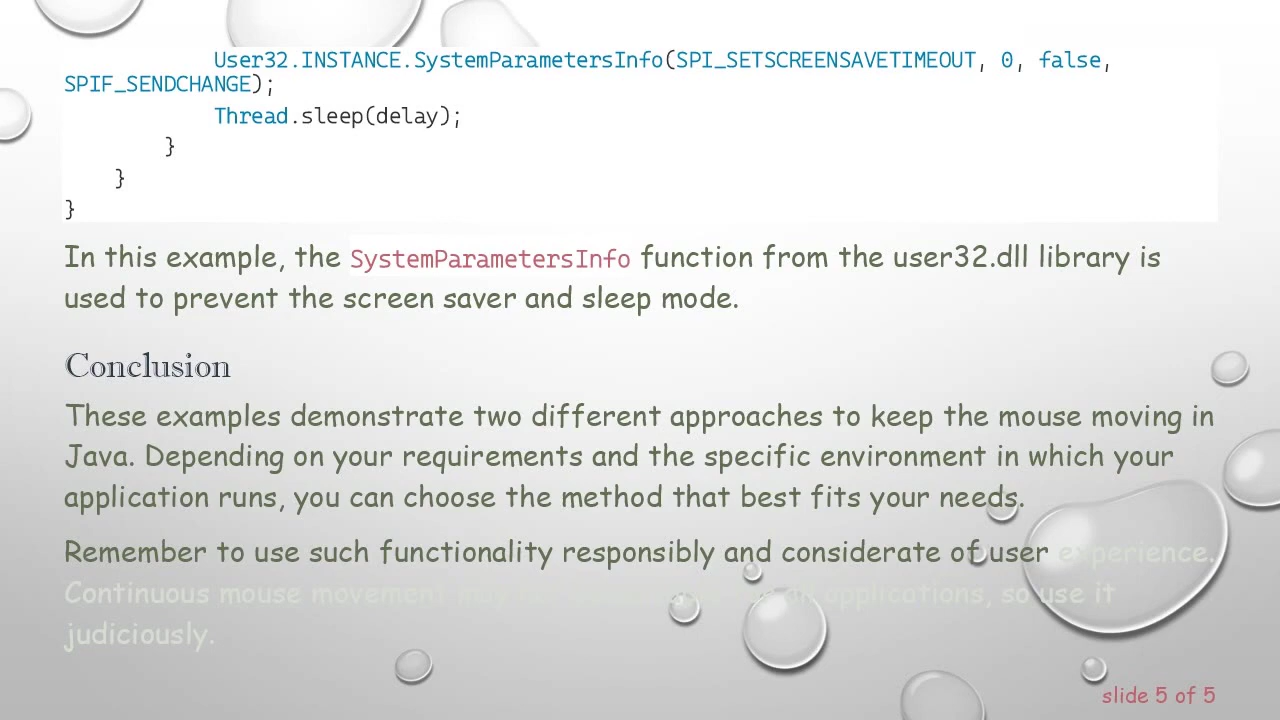 User32.INSTANCE.SystemParametersInfo(SPI_SETSCREENSAVETIMEOUT, 0, false,
SPIF_SENDCHANGE);
Thread.sleep(delay);
}
}
}
In this example, the SystemParametersInfo function from the user32.dll library is
used to prevent the screen saver and sleep mode.
Conclusion
These examples demonstrate two different approaches to keep the mouse moving in
Java. Depending on your requirements and the specific environment in which your
application runs, you can choose the method that best fits your needs.
Remember to use such functionality responsibly and considerate of user experience.
Continuous mouse movement may applications, so use it
judiciously.
slide 5 of 5